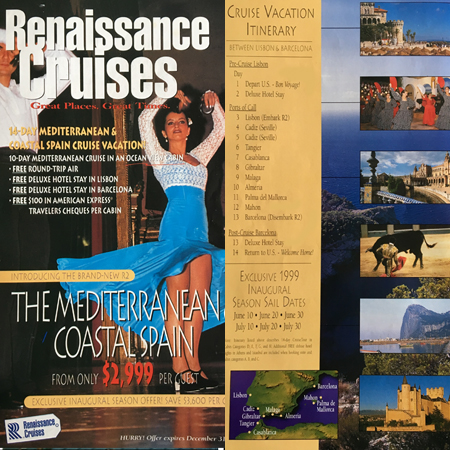 Renaissance
Cruises
Great Places. Great Times.
14-DAY MEDITERRANEAN &
COASTAL SPAIN CRUISE VACATION
10-DAY MEDITERRANEAN CRUISE IN AN OCEAN VIEW CABIN
• FREE ROUND-TRIP AIR
• FREE DELUXE HOTEL STAY IN LISBON
• FREE DELUXE HOTEL STAY IN BARCELONA
• FREE $100 IN AMERICAN EXPRESS®
TRAVELERS CHEQUES PER CABIN
INTRODUCING THE BRAND-NEW R2
THE MEDITERRANEAN
COASTAL SPAIN
FROM ONLY $2,999 PER GUEST
EXCLUSIVE INAUGURAL SEASON OFFER! SAVE $3,600 PER
Renaissance
Cruises
HURRY! Offer expires December 31
CRUISE VACATION
ITINERARY
BETWEEN LISBON & BARCELONA
Pre-Cruise Lisbon
Day
1 Depart U.S. - Bon Voyage!
2 Deluxe Hotel Stay
Ports of Call
3 Lisbon (Embark R2)
4 Cadiz (Seville)
5 Cadiz (Seville)
6 Tangier
7 Casablanca
8 Gibraltar
9 Malaga
10 Almeria
11 Palma del Mallorca
12 Mahon
13 Barcelona (Disembark R2)
Post-Cruise Barcelona
13 Deluxe Hotel Stay
14 Return to U.S. - Welcome Home!
EXCLUSIVE 1999
INAUGURAL
SEASON SAIL DATES
June 10 • June 20 • June 30
July 10 • July 20 • July 30
Barcelona
Lisbon
Mahon
Cadiz
Malaga
Palma de
Mallorca
Gibraltar
Almeria
Tangier
Casablanca